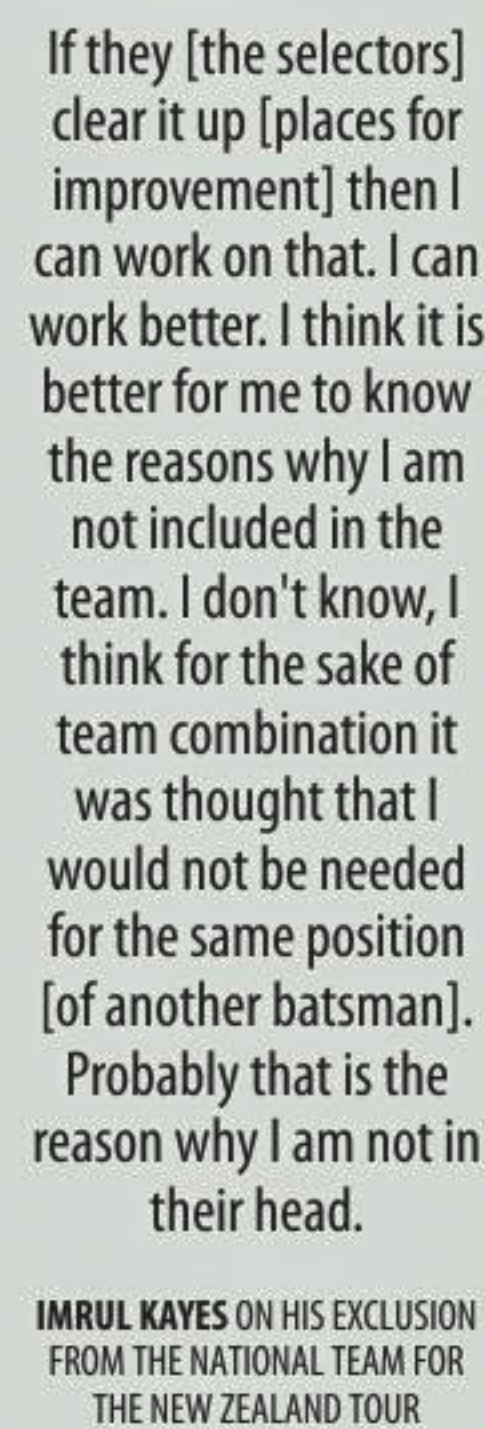 If they [the selectors]
clear it up [places for
improvement] then I
can work on that. I can
work better. I think it is
better for me to know
the reasons why I am
not included in the
team. I don't know, I
think for the sake of
team combination it
was thought that I
would not be needed
for the same position
[of another batsman].
Probably that is the
reason why I am not in
their head.
IMRUL KAYES ON HIS EXCLUSION
FROM THE NATIONAL TEAM FOR
THE NEW ZEALAND TOUR